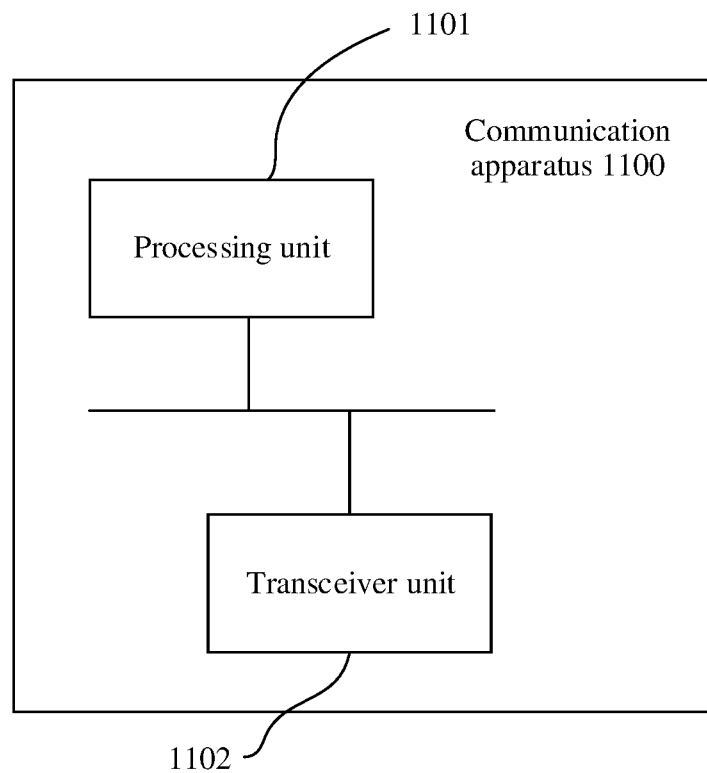 1101
Communication
apparatus 1100
Processing unit
Transceiver unit
1102